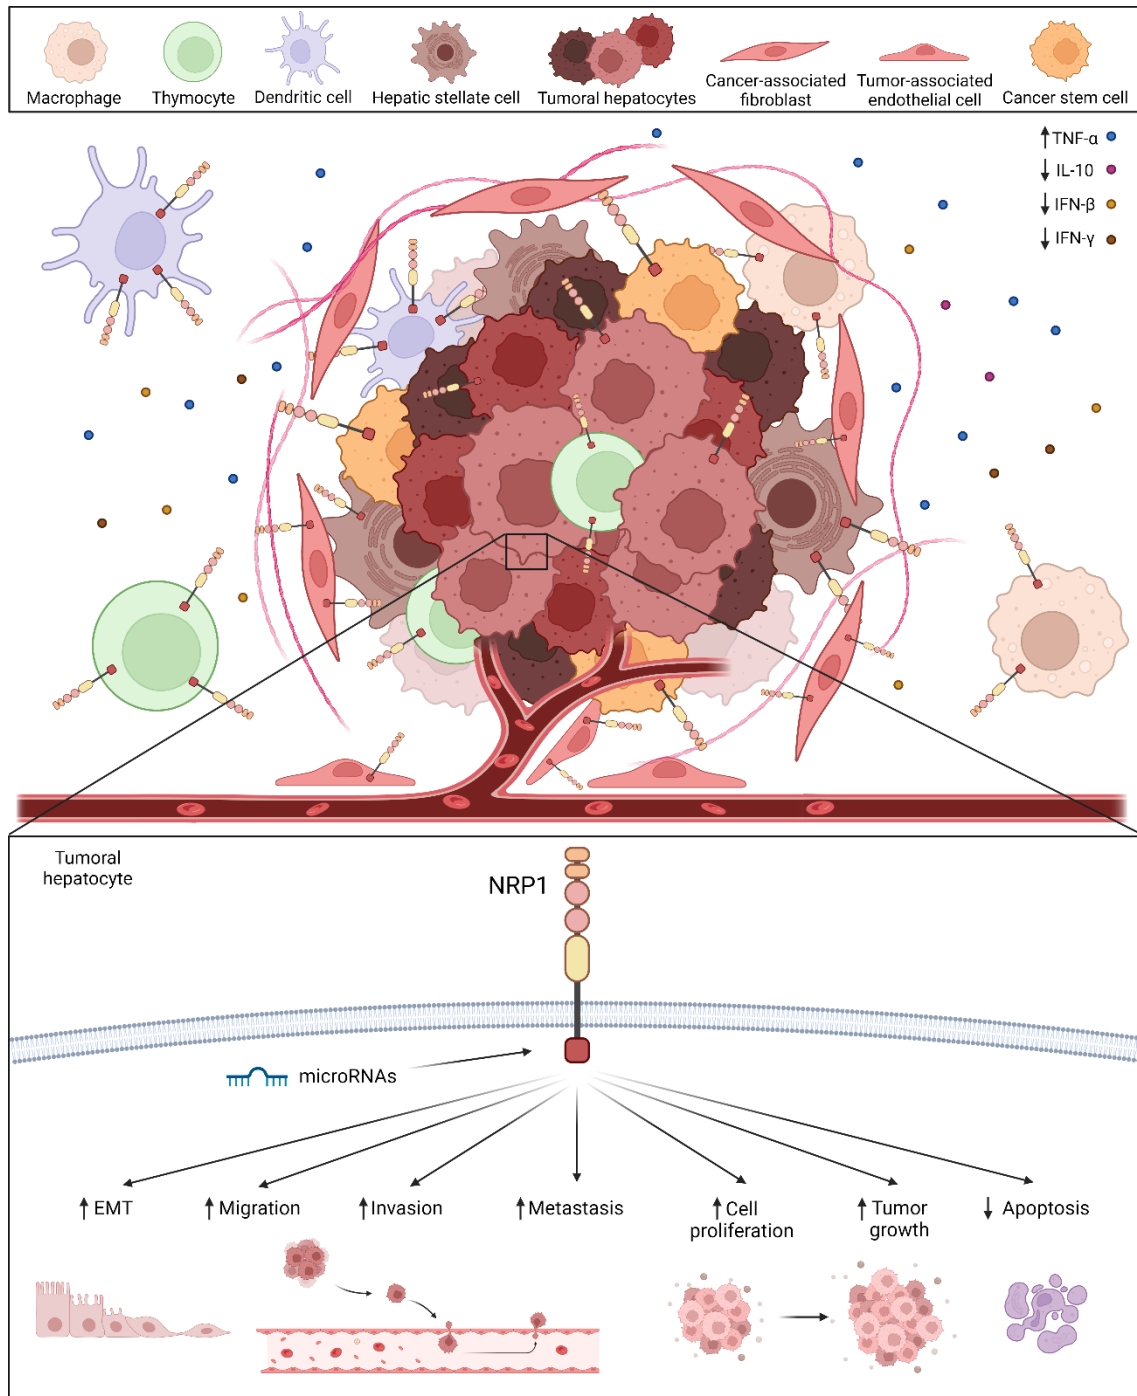 Macrophage
Thymocyte
Dendritic cell
Hepatic stellate cell
Tumoral hepatocytes
Cancer-associated
fibroblast
Tumor-associated
endothelial cell
Cancer stem cell
↑ TNF-α
↓ IL-10
↓ IFN-β
↓ IFN-γ
Tumoral
hepatocyte
NRP1
microRNAs
↑ EMT
↑ Migration
↑ Invasion
↑ Metastasis
↑ Cell
proliferation
↑ Tumor
growth
↓ Apoptosis